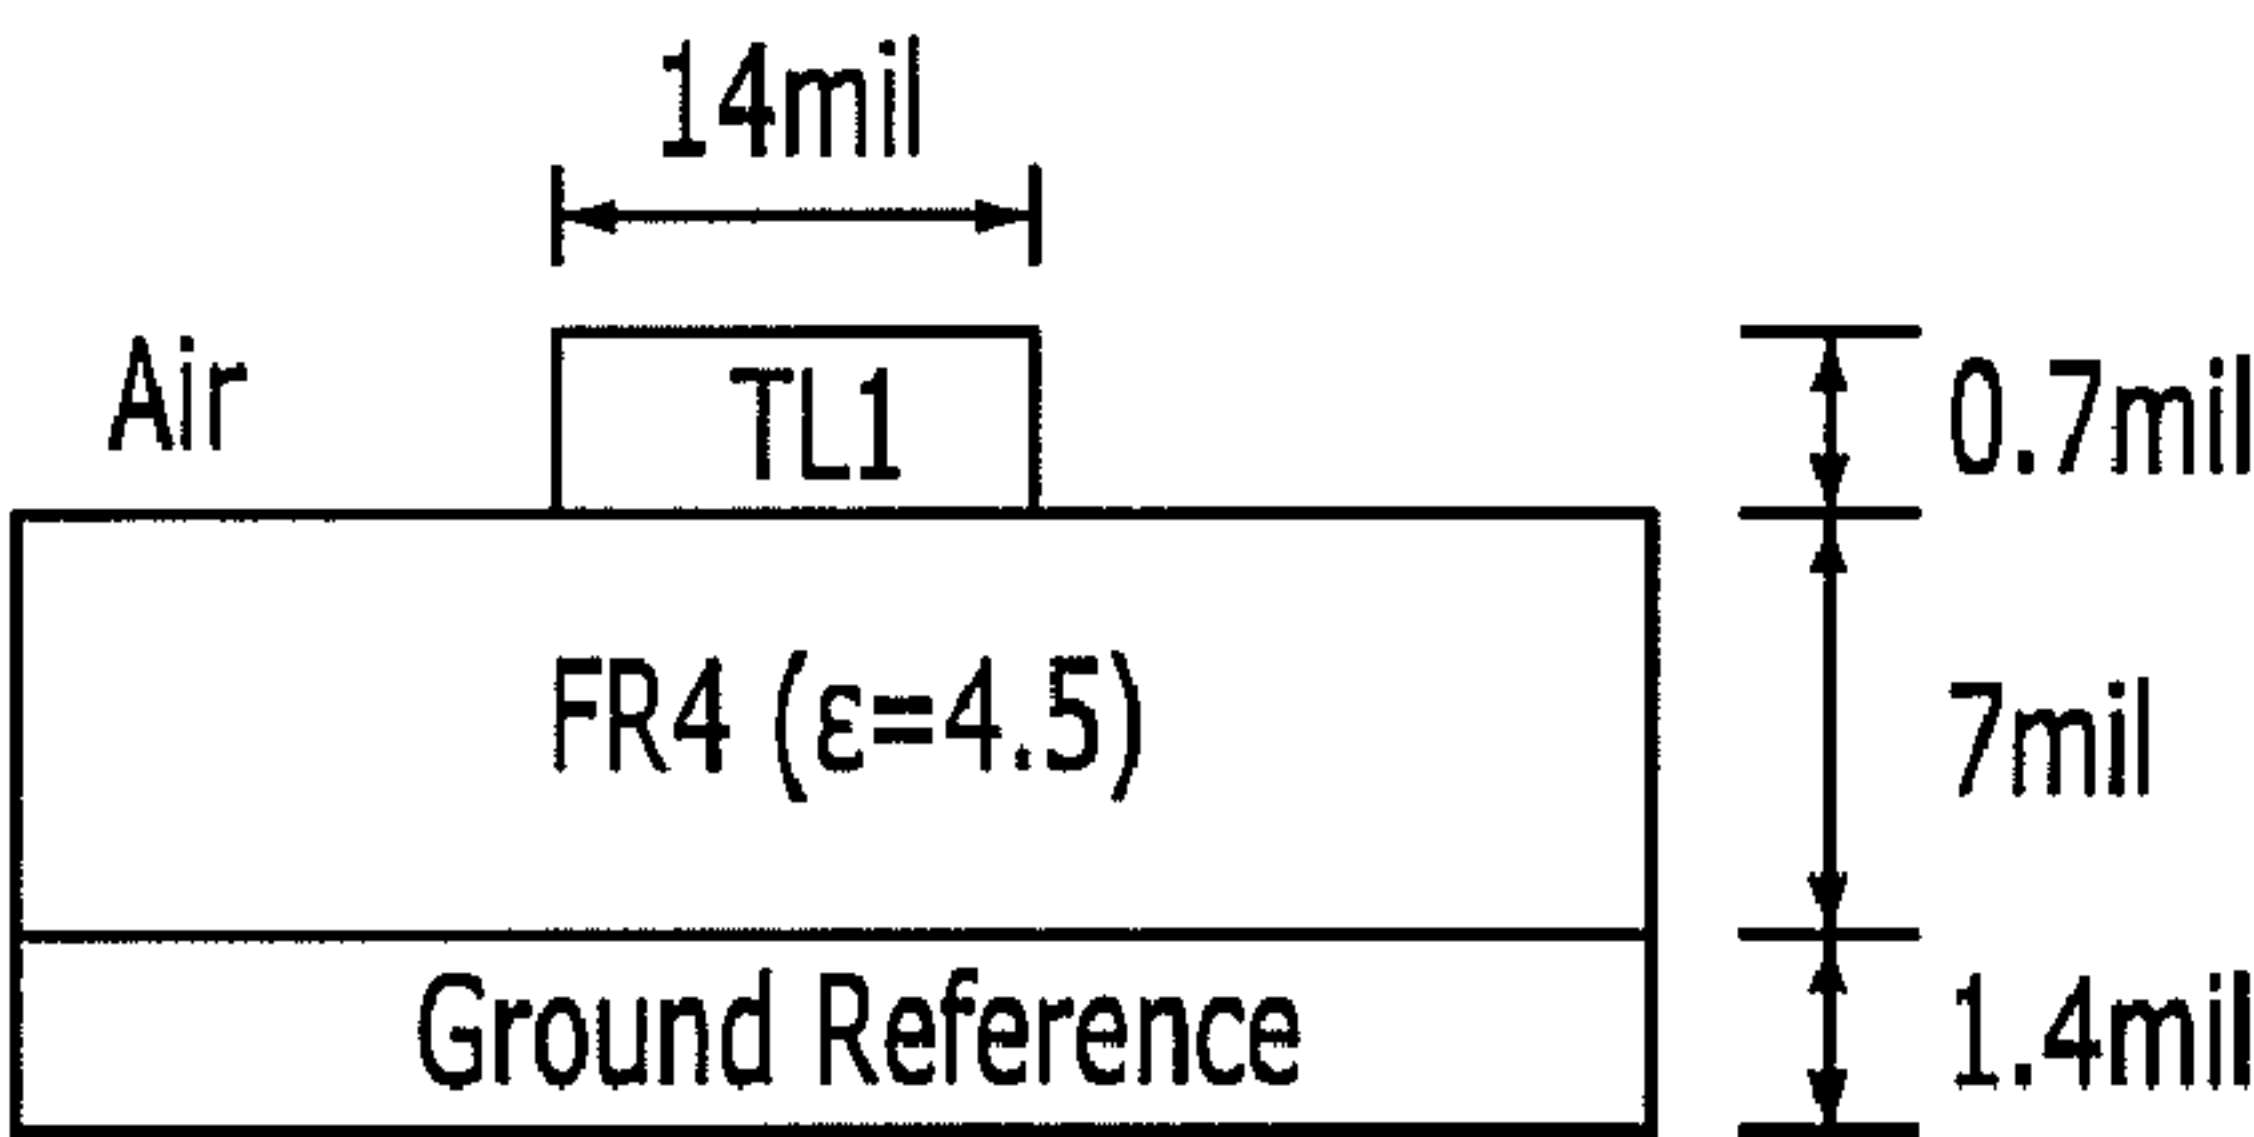 14mil
Air
TL1
0.7mil
FR4 (ε=4.5)
7mil
Ground Reference
1.4mil